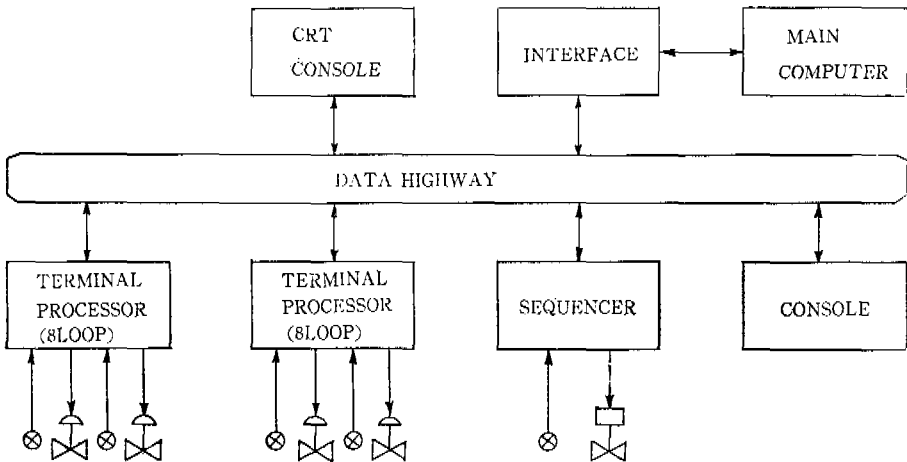 CRT
CONSOLE
INTERFACE
MAIN
COMPUTER
DATA HIGHWAY
TERMINAL
PROCESSOR
(8LOOP)
TERMINAL
PROCESSOR
(8LOOP)
SEQUENCER
CONSOLE